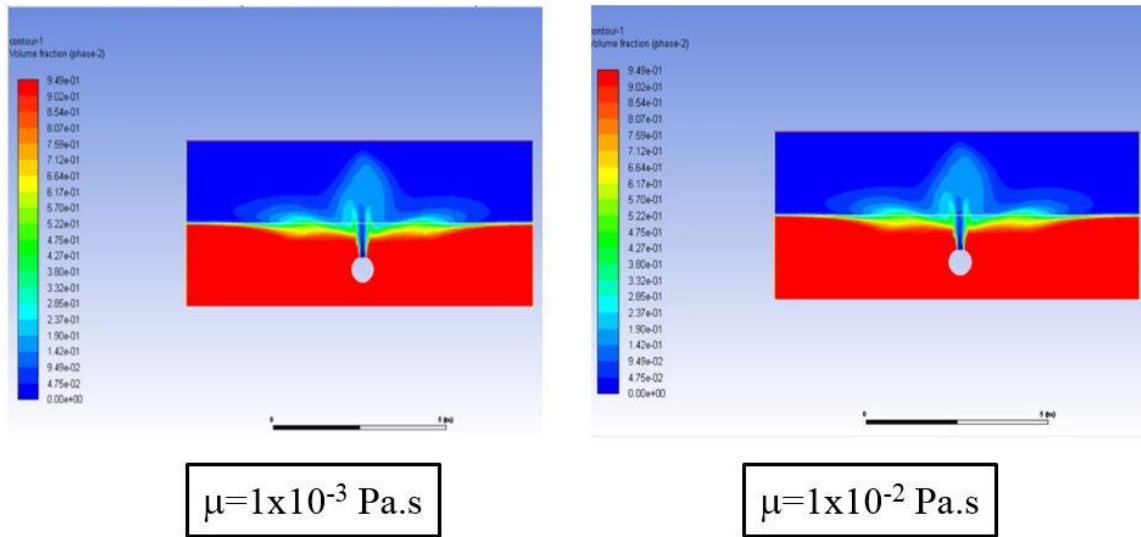 contour-1
Volume fraction (phase-2)
9.49e-01
9.02e-01
8.54e-01
8.07e-01
7.59e-01
7.12e-01
6.64e-01
6.17e-01
5.70e-01
5.22e-01
4.75e-01
4.27e-01
3.80e-01
3.32e-01
2.85e-01
2.37e-01
1.90e-01
1.42e-01
9.49e-02
4.75e-02
0.00e+00
0 5 (m)
μ=1x10⁻³ Pa.s
contour-1
Volume fraction (phase-2)
9.49e-01
9.02e-01
8.54e-01
8.07e-01
7.59e-01
7.12e-01
6.64e-01
6.17e-01
5.70e-01
5.22e-01
4.75e-01
4.27e-01
3.80e-01
3.32e-01
2.85e-01
2.37e-01
1.90e-01
1.42e-01
9.49e-02
4.75e-02
0.00e+00
0 5 (m)
μ=1x10⁻² Pa.s